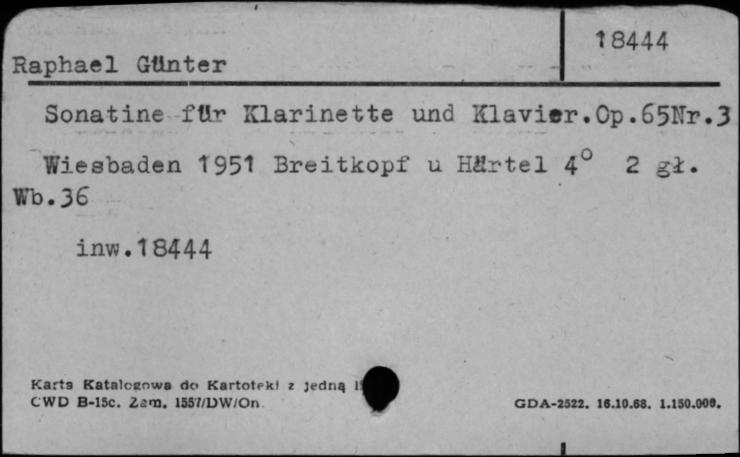 18444
Raphael Günter
Sonatine für Klarinette und Klavier.Op.65Nr.3
Wiesbaden 1951 Breitkopf u Härtel 4° 2 gł.
Wb.36
inw.18444
Karta Katalogowa do Kartoteki z jedną
CWD B-15c. Zam. 1557/DW/On.
GDA-2522. 16.10.68. 1.150.000.